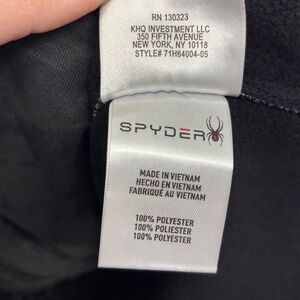 RN 130323
KHQ INVESTMENT LLC
350 FIFTH AVENUE
NEW YORK, NY 10118
STYLE# 71H64004-05
SPYDER
MADE IN VIETNAM
HECHO EN VIETNAM
FABRIQUÉ AU VIETNAM
100% POLYESTER
100% POLIESTER
100% POLYESTER